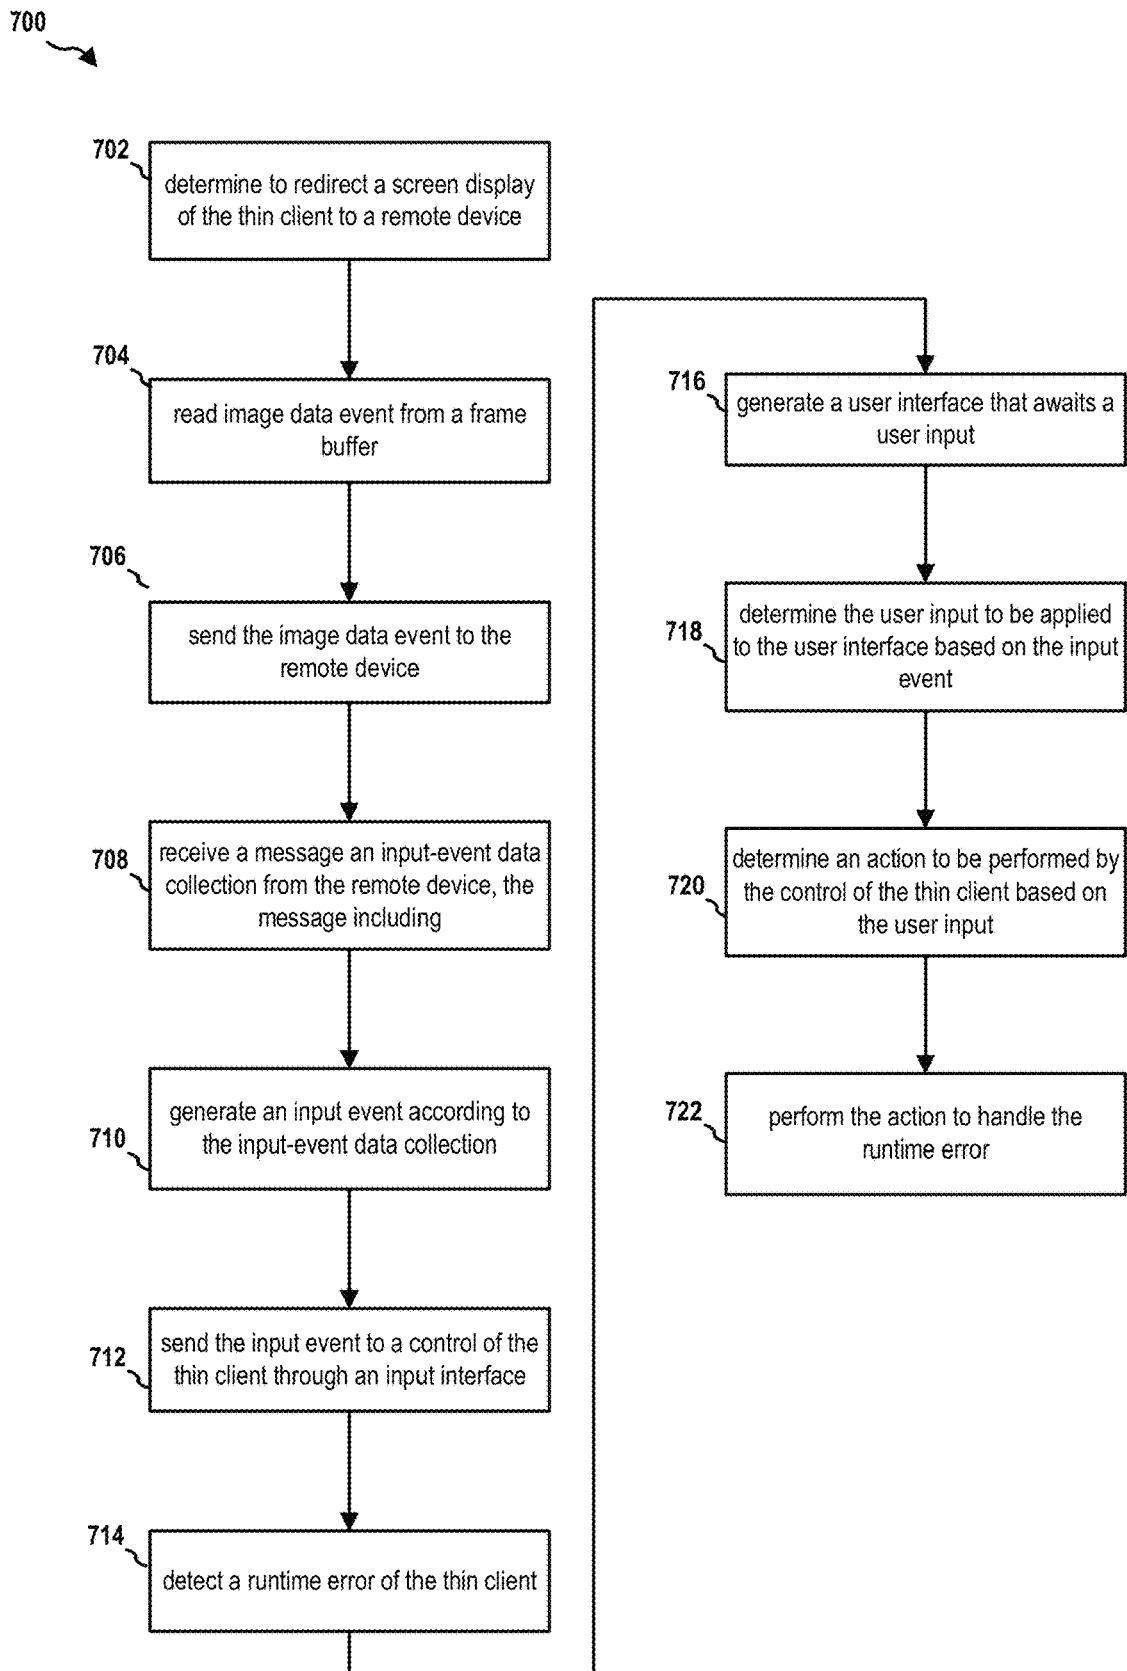 700
702
determine to redirect a screen display
of the thin client to a remote device
704
read image data event from a frame
buffer
706
send the image data event to the
remote device
708
receive a message an input-event data
collection from the remote device, the
message including
710
generate an input event according to
the input-event data collection
712
send the input event to a control of the
thin client through an input interface
714
detect a runtime error of the thin client
716
generate a user interface that awaits a
user input
718
determine the user input to be applied
to the user interface based on the input
event
720
determine an action to be performed by
the control of the thin client based on
the user input
722
perform the action to handle the
runtime error